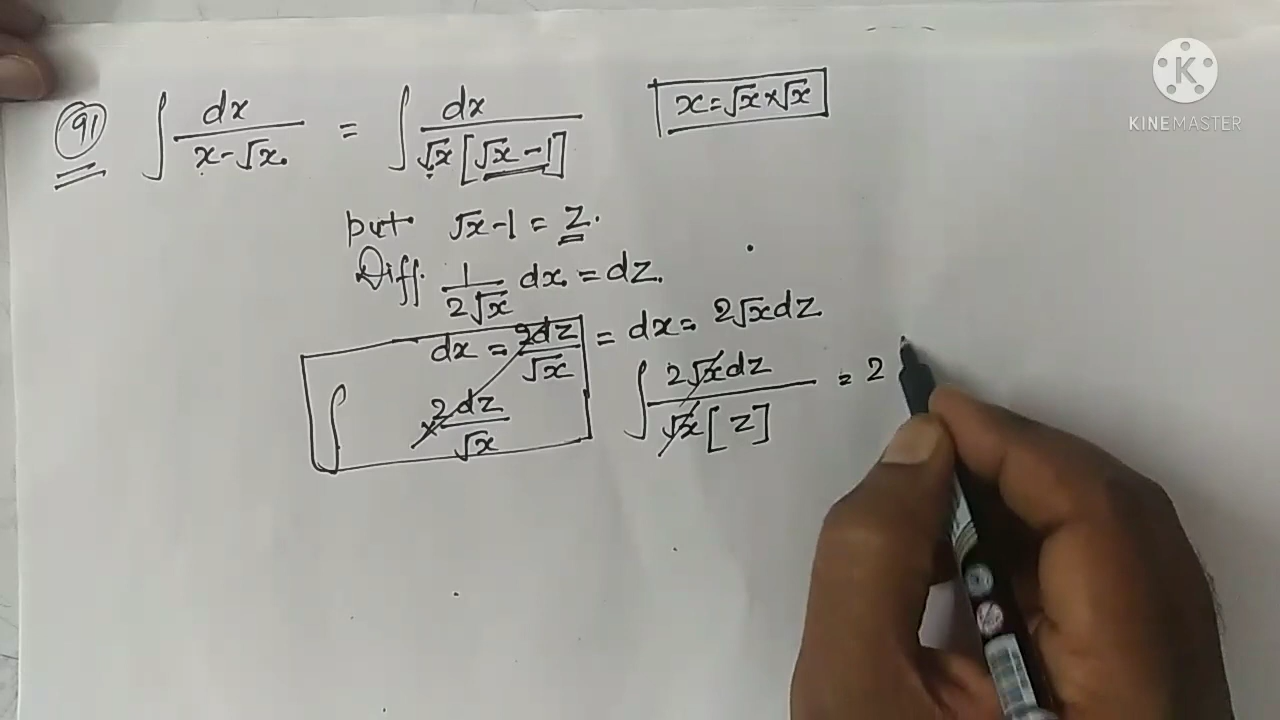 91 ∫ dx / (x - √x) = ∫ dx / (√x [√x - 1]) x = √x × √x
KINEMASTER
put √x - 1 = z.
Diff. 1 / (2√x) dx = dz.
dx = 2dz / √x = dx = 2√x dz
∫ 2dz / √x ∫ 2√x dz / (√x [z]) = 2